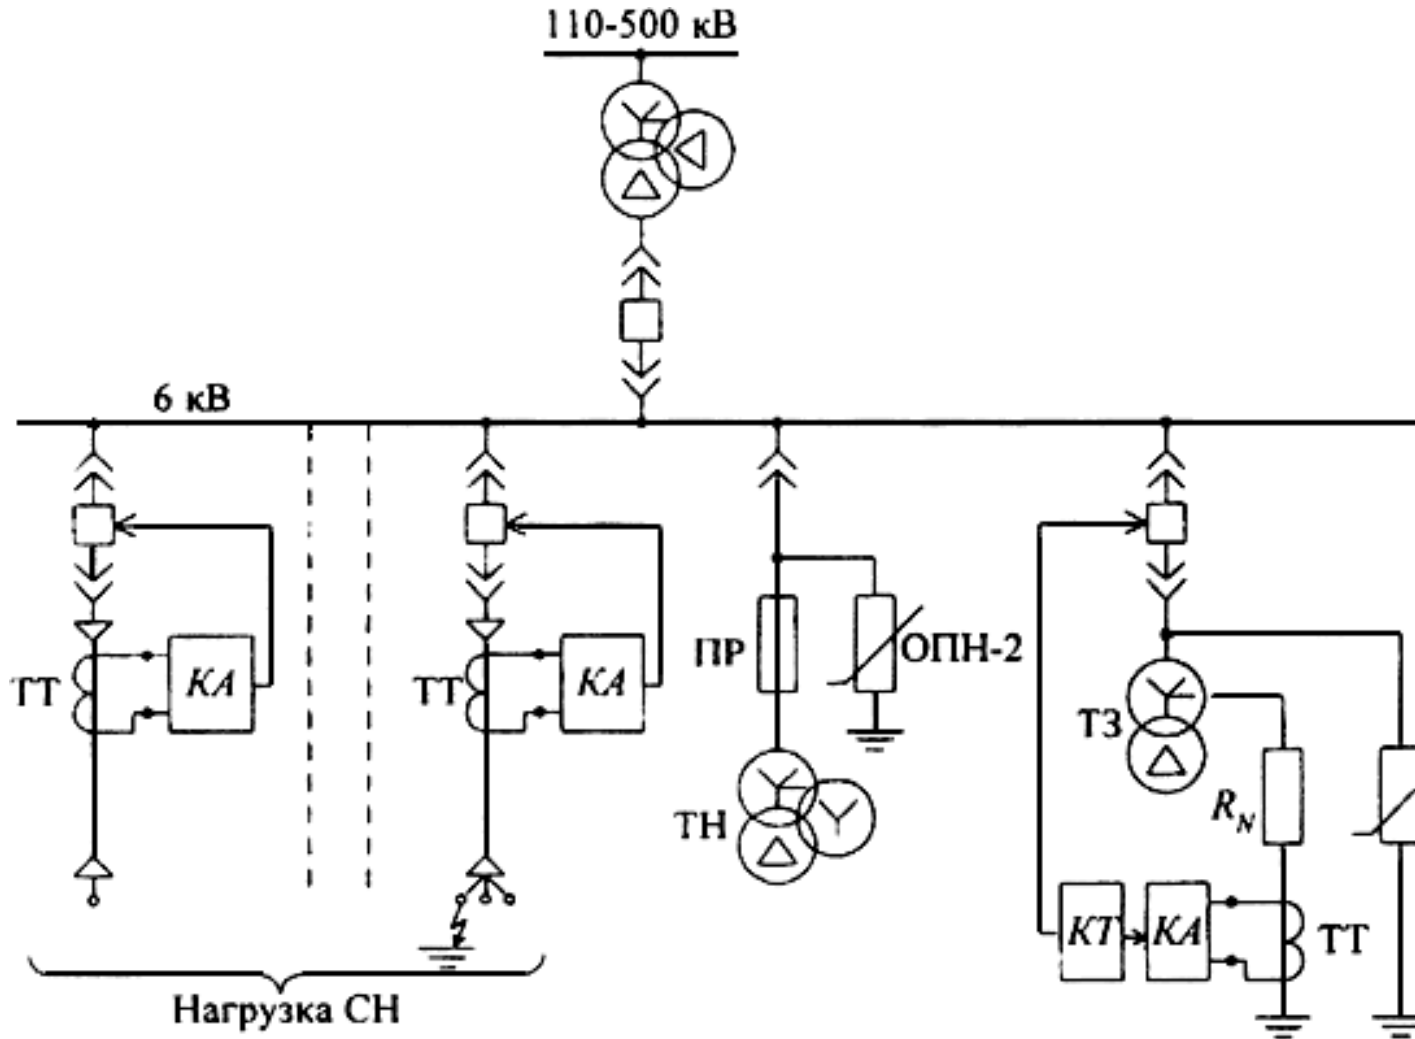 110-500 кВ
6 кВ
ТТ
КА
ТТ
КА
ПР
ОПН-2
ТН
ТЗ
R_N
КТ
КА
ТТ
Нагрузка СН